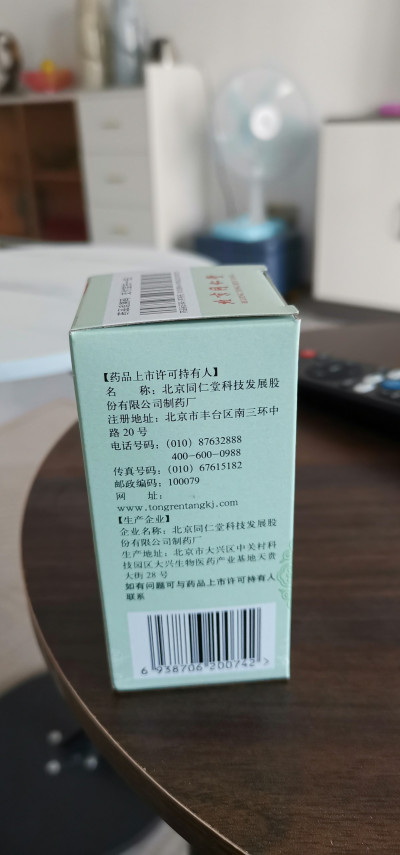 北京同仁堂
【药品上市许可持有人】
名 称：北京同仁堂科技发展股
份有限公司制药厂
注册地址：北京市丰台区南三环中
路 20 号
电话号码：（010）87632888
400-600-0988
传真号码：（010）67615182
邮政编码：100079
网 址：
www.tongrentangkj.com
【生产企业】
企业名称：北京同仁堂科技发展股
份有限公司制药厂
生产地址：北京市大兴区中关村科
技园区大兴生物医药产业基地天贵
大街 28 号
如有问题可与药品上市许可持有人
联系
6 938706 200742 >